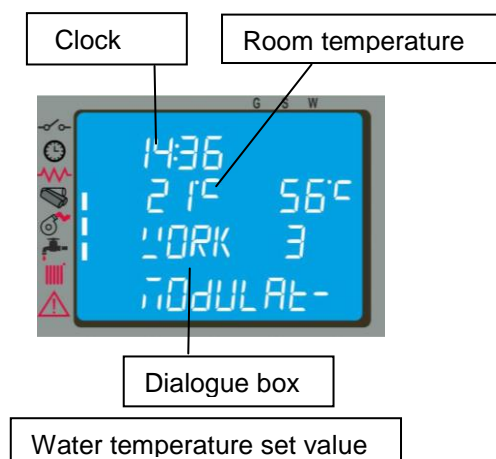 Clock
Room temperature
G S W
14:36
21°C 56°C
WORK 3
MODULAt-
Dialogue box
Water temperature set value